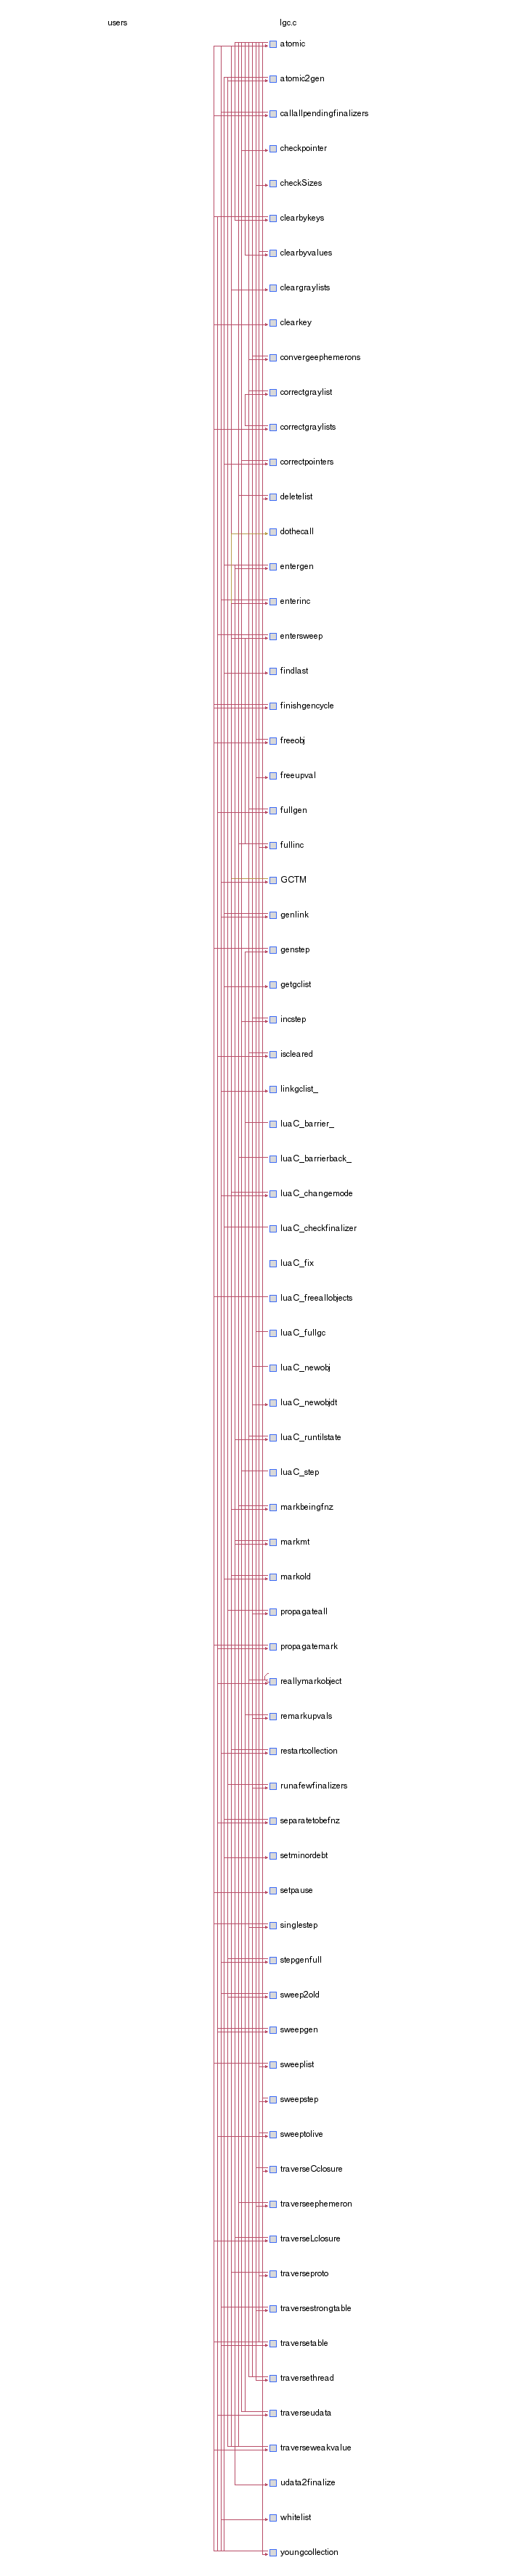 users lgc.c
atomic
atomic2gen
callallpendingfinalizers
checkpointer
checkSizes
clearbykeys
clearbyvalues
cleargraylists
clearkey
convergeephemerons
correctgraylist
correctgraylists
correctpointers
deletelist
dothecall
entergen
enterinc
entersweep
findlast
finishgencycle
freeobj
freeupval
fullgen
fullinc
GCTM
genlink
genstep
getgclist
incstep
iscleared
linkgclist_
luaC_barrier_
luaC_barrierback_
luaC_changemode
luaC_checkfinalizer
luaC_fix
luaC_freeallobjects
luaC_fullgc
luaC_newobj
luaC_newobjdt
luaC_runtilstate
luaC_step
markbeingfnz
markmt
markold
propagateall
propagatemark
reallymarkobject
remarkupvals
restartcollection
runafewfinalizers
separatetobefnz
setminordebt
setpause
singlestep
stepgenfull
sweep2old
sweepgen
sweeplist
sweepstep
sweeptolive
traverseCclosure
traverseephemeron
traverseLclosure
traverseproto
traversestrongtable
traversetable
traversethread
traverseudata
traverseweakvalue
udata2finalize
whitelist
youngcollection